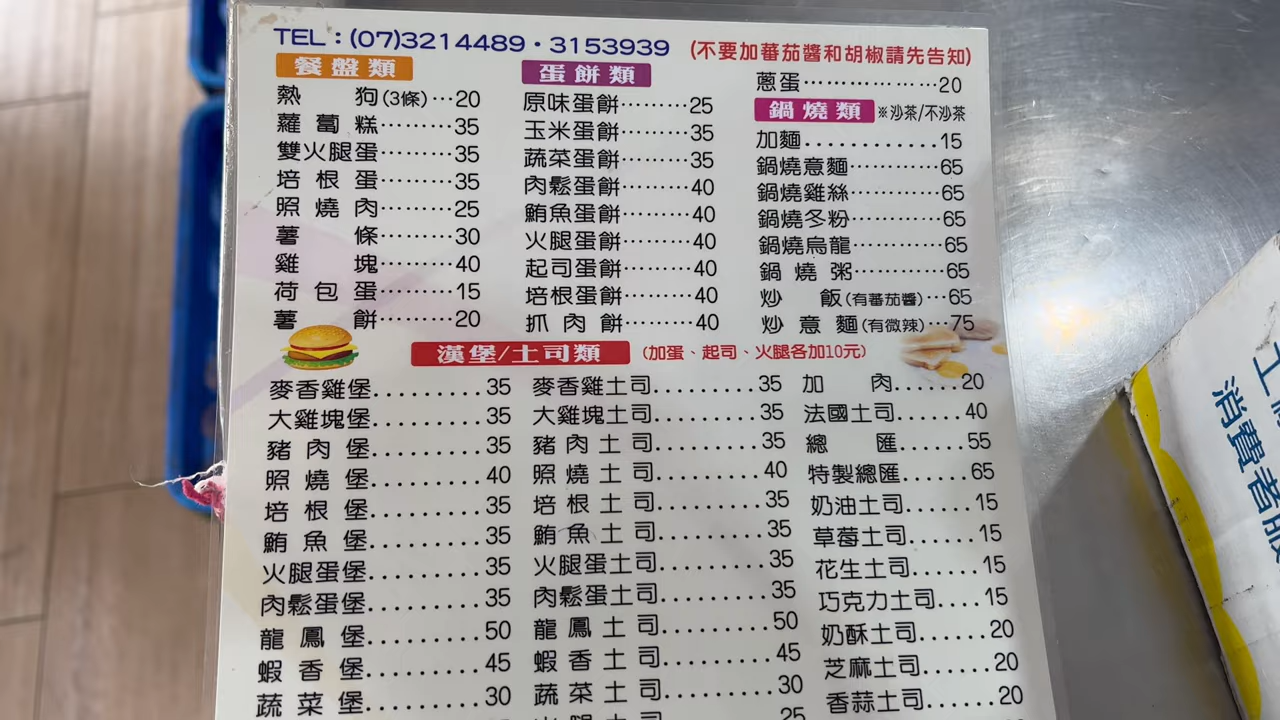 TEL：(07)3214489・3153939 (不要加蕃茄醬和胡椒請先告知)
餐盤類
熱狗(3條)…20
蘿蔔糕………35
雙火腿蛋………35
培根蛋………35
照燒肉………25
薯條………30
雞塊………40
荷包蛋………15
薯餅………20
蛋餅類
原味蛋餅………25
玉米蛋餅………35
蔬菜蛋餅………35
肉鬆蛋餅………40
鮪魚蛋餅………40
火腿蛋餅………40
起司蛋餅………40
培根蛋餅………40
抓肉餅………40
蔥蛋………………20
鍋燒類 ※沙茶/不沙茶
加麵............15
鍋燒意麵…………65
鍋燒雞絲…………65
鍋燒冬粉…………65
鍋燒烏龍…………65
鍋燒粥…………65
炒飯(有蕃茄醬)…65
炒意麵(有微辣)…75
漢堡/土司類 (加蛋、起司、火腿各加10元)
麥香雞堡.........35
大雞塊堡.........35
豬肉堡.........35
照燒堡.........40
培根堡.........35
鮪魚堡.........35
火腿蛋堡.........35
肉鬆蛋堡.........35
龍鳳堡.........50
蝦香堡.........45
蔬菜堡.........30
麥香雞土司.........35
大雞塊土司.........35
豬肉土司.........35
照燒土司.........40
培根土司.........35
鮪魚土司.........35
火腿蛋土司.........35
肉鬆蛋土司.........35
龍鳳土司.........50
蝦香土司.........45
蔬菜土司.........30
25
加肉......20
法國土司......40
總匯......55
特製總匯......65
奶油土司......15
草莓土司......15
花生土司......15
巧克力土司....15
奶酥土司......20
芝麻土司......20
香蒜土司......20